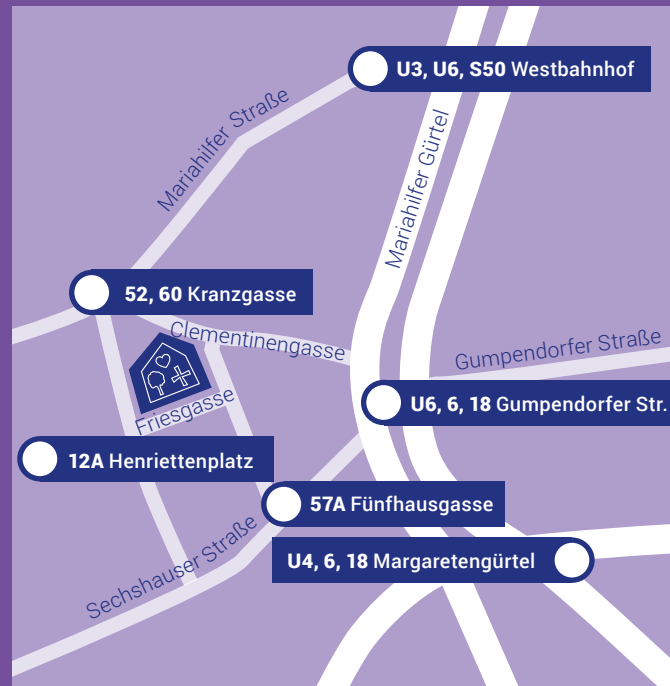 U3, U6, S50 Westbahnhof
Mariahilfer Straße
Mariahilfer Gürtel
52, 60 Kranzgasse
Clementinengasse
Gumpendorfer Straße
Friesgasse
U6, 6, 18 Gumpendorfer Str.
12A Henriettenplatz
57A Fünfhausgasse
Sechshauser Straße
U4, 6, 18 Margaretengürtel